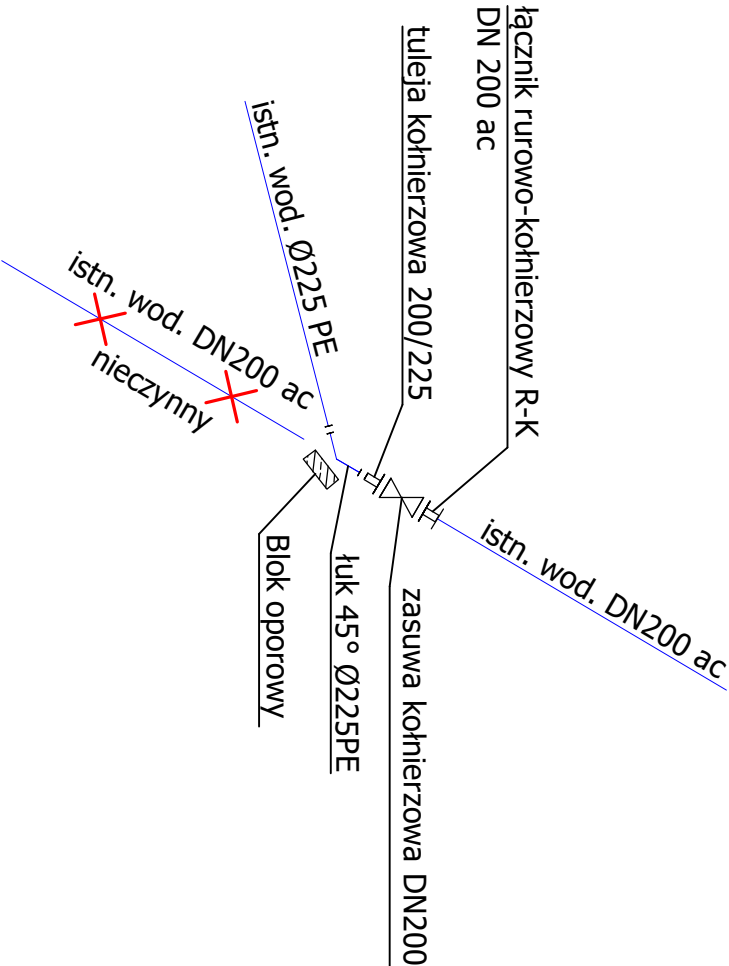 łącznik rurowo-kołnierzowy R-K
DN 200 ac
tuleja kołnierzowa 200/225
istn. wod. Ø225 PE
istn. wod. DN200 ac
nieczynny
istn. wod. DN200 ac
zasuwa kołnierzowa DN200
łuk 45° Ø225PE
Blok oporowy